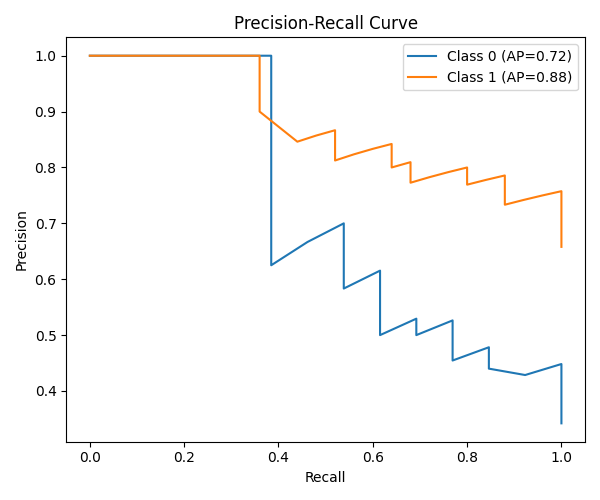 Precision-Recall Curve
Class 0 (AP=0.72)
Class 1 (AP=0.88)
Precision
1.0
0.9
0.8
0.7
0.6
0.5
0.4
0.0 0.2 0.4 0.6 0.8 1.0
Recall